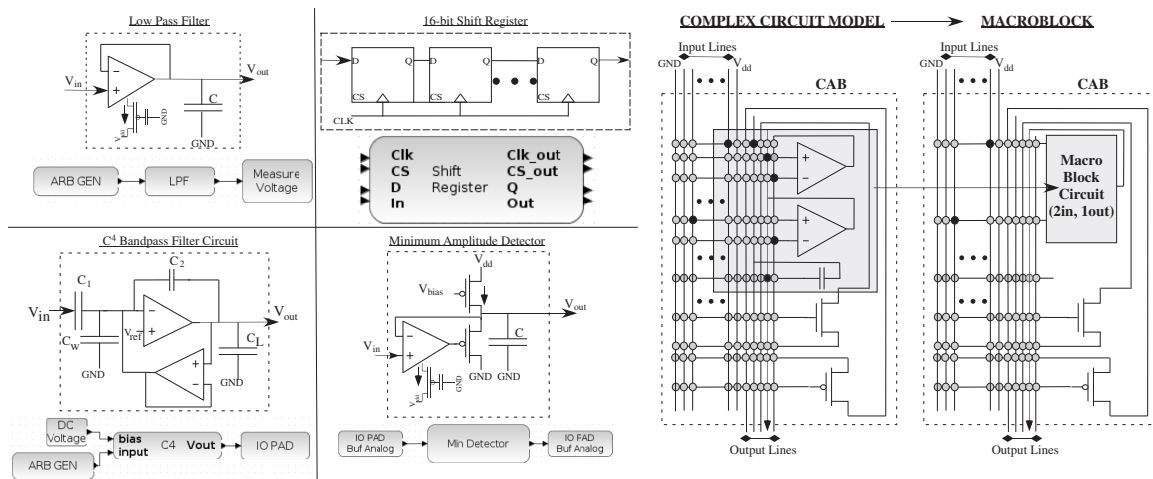 Low Pass Filter
V_in
−
+
V_out
C
GND
GND
ARB GEN
LPF
Measure
Voltage
16-bit Shift Register
D
Q
D
Q
D
Q
CS
CS
CS
CLK
Clk
CS
D
In
Shift
Register
Clk_out
CS_out
Q
Out
C⁴ Bandpass Filter Circuit
C_2
C_1
V_in
−
V_ref
+
V_out
C_w
C_L
+
−
GND
GND
DC
Voltage
bias
input
C4
Vout
IO PAD
ARB GEN
Minimum Amplitude Detector
V_dd
V_bias
V_out
−
+
C
V_in
GND
GND
GND
IO PAD
Buf Analog
Min Detector
IO PAD
Buf Analog
COMPLEX CIRCUIT MODEL
MACROBLOCK
Input Lines
GND
V_dd
CAB
+
−
+
−
Output Lines
Input Lines
GND
V_dd
CAB
Macro
Block
Circuit
(2in, 1out)
Output Lines